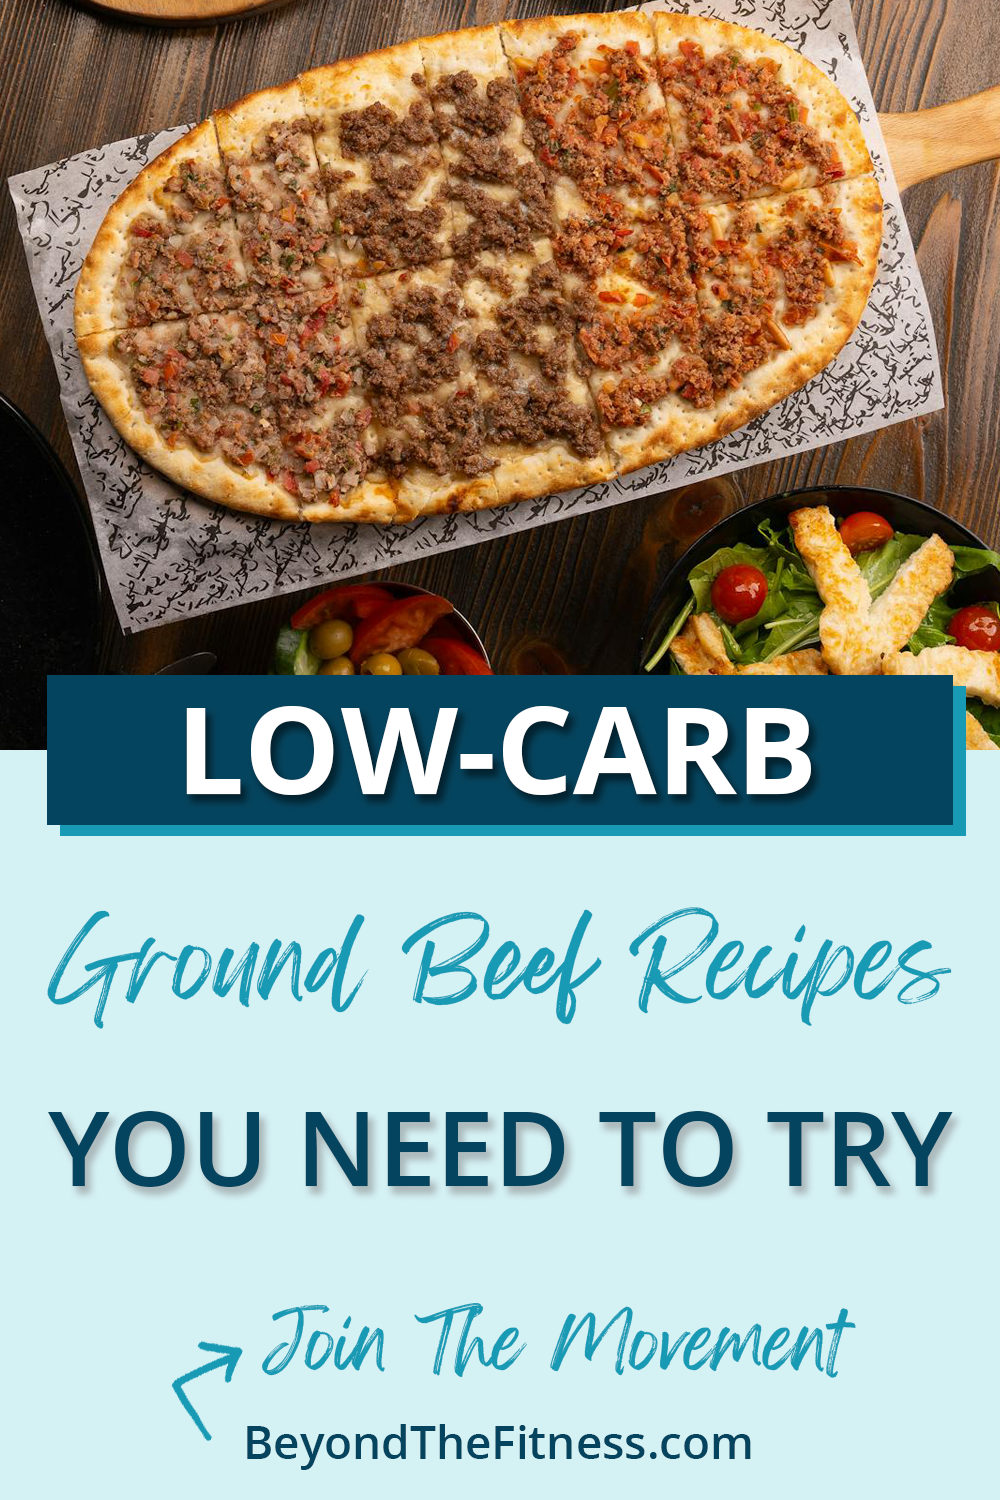 LOW-CARB
Ground Beef Recipes
YOU NEED TO TRY
Join The Movement
BeyondTheFitness.com